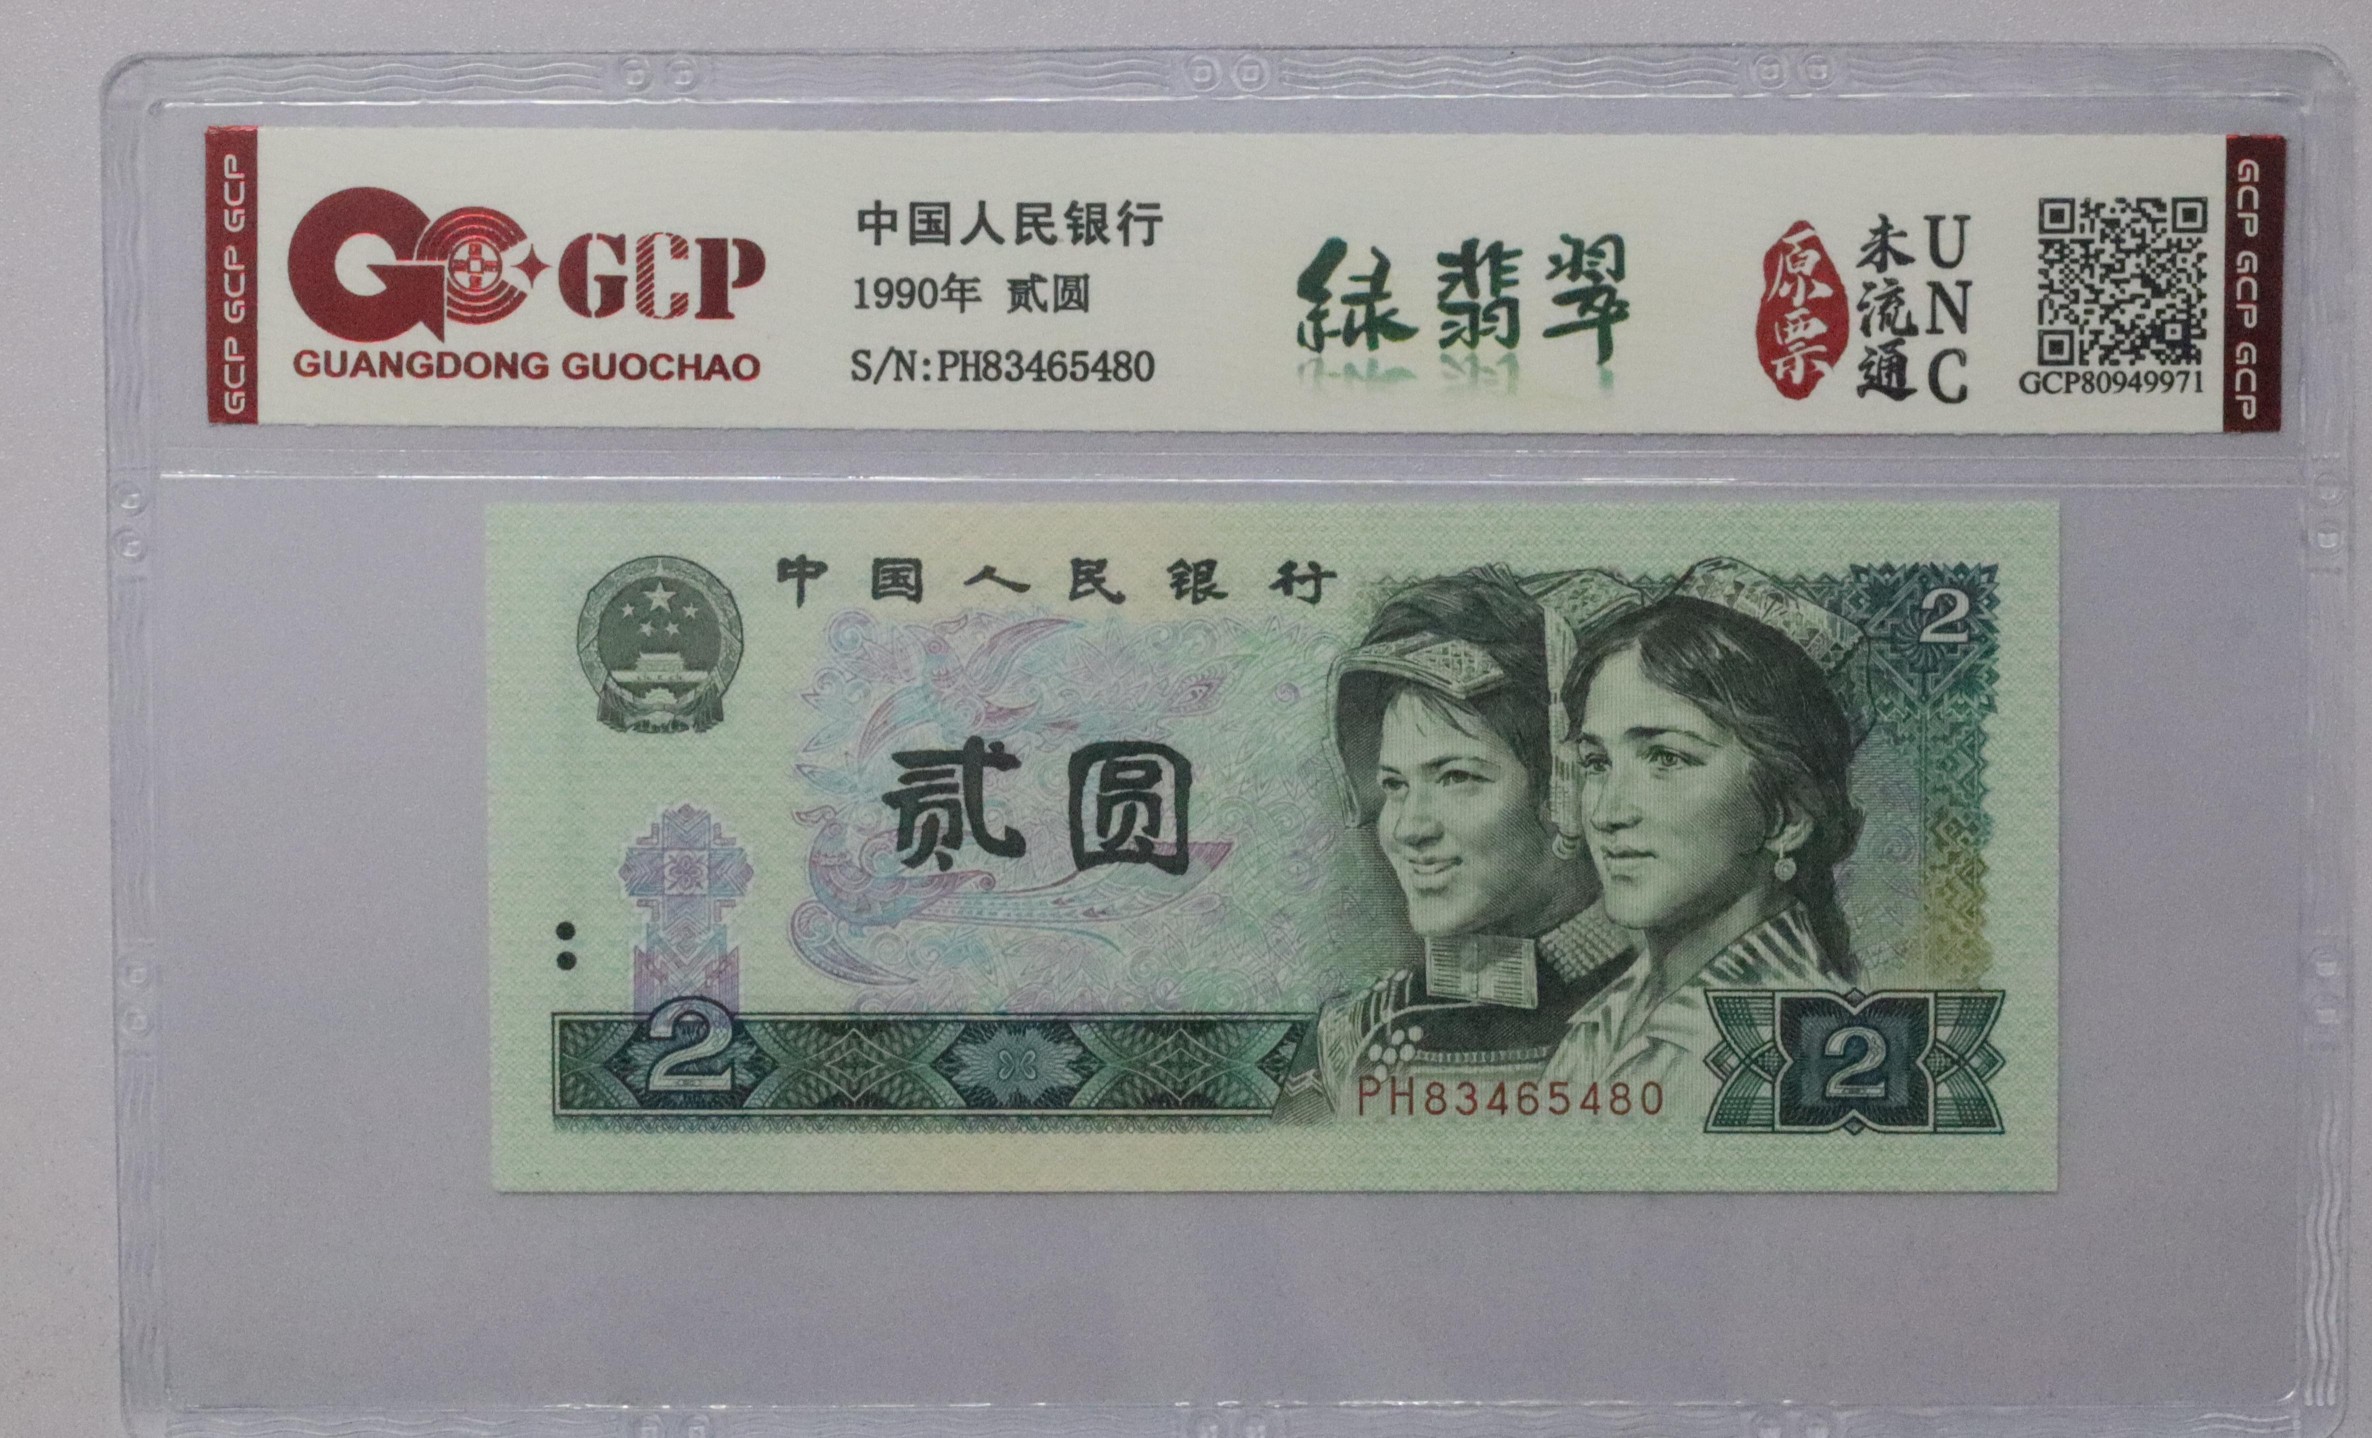 GCP GCP GCP
GCP
GUANGDONG GUOCHAO
中国人民银行
1990年 贰圆
S/N:PH83465480
绿翡翠
原票
未流通
UNC
GCP80949971
GCP GCP GCP
中国人民银行
2
贰圆
2
PH83465480
2